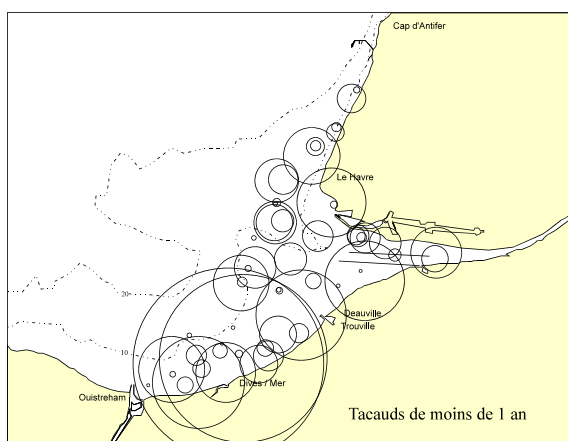 Cap d'Antifer
Le Havre
20
Deauville
Trouville
10
Dives / Mer
Ouistreham
Tacauds de moins de 1 an